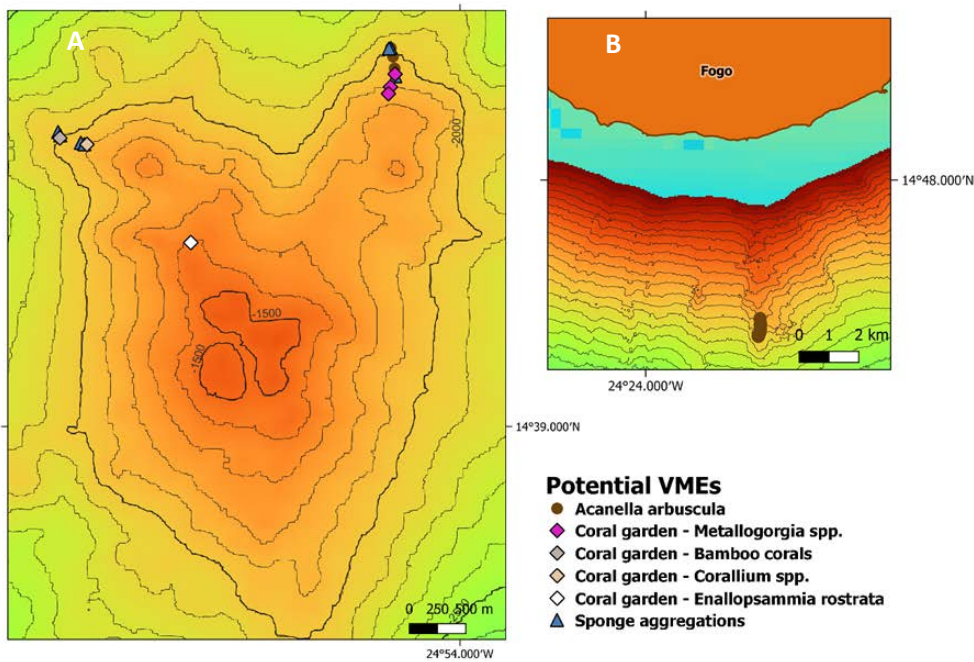 A
-2000
-1500
-1500
14°39.000'N
0 250 500 m
24°54.000'W
B
Fogo
14°48.000'N
0 1 2 km
24°24.000'W
Potential VMEs
Acanella arbuscula
Coral garden - Metallogorgia spp.
Coral garden - Bamboo corals
Coral garden - Corallium spp.
Coral garden - Enallopsammia rostrata
Sponge aggregations